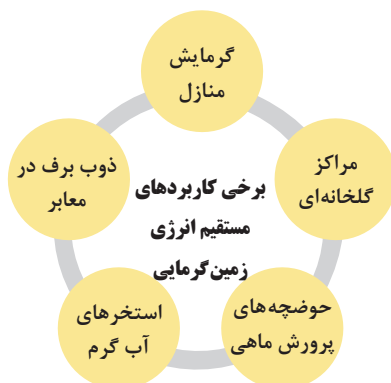 گرمایش
منازل
مراکز
گلخانه‌ای
حوضچه‌های
پرورش ماهی
استخرهای
آب گرم
ذوب برف در
معابر
برخی کاربردهای
مستقیم انرژی
زمین‌گرمایی